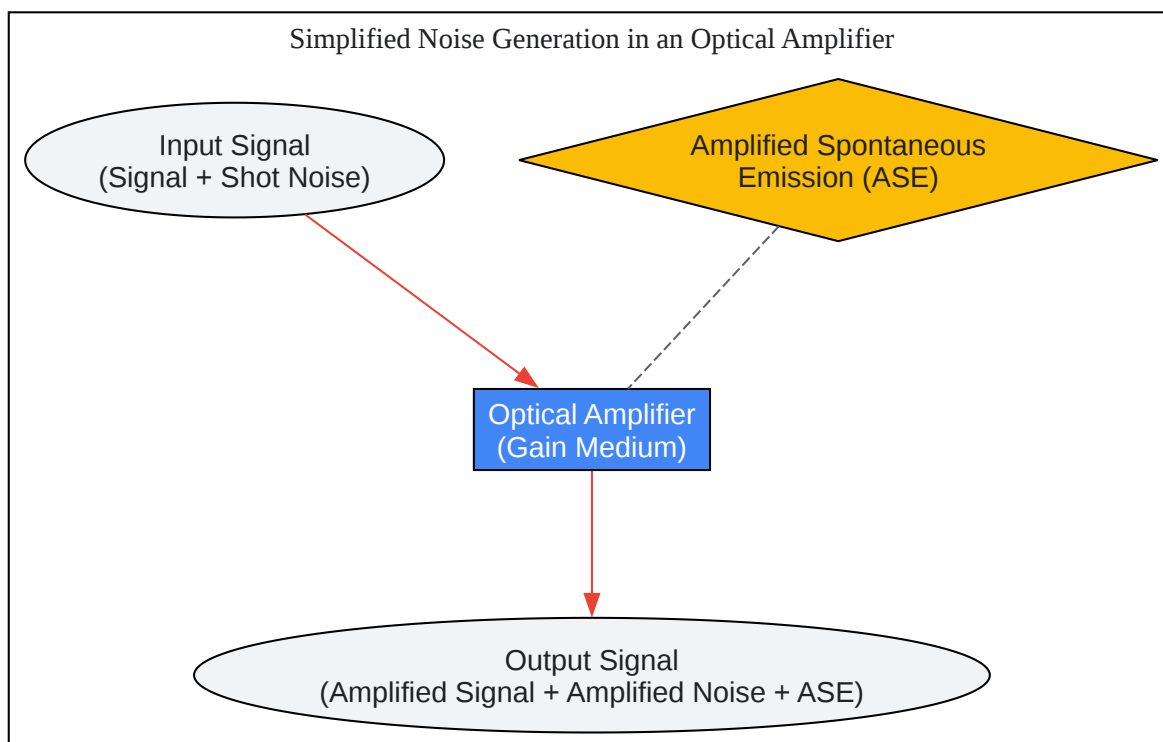 Simplified Noise Generation in an Optical Amplifier
Input Signal
(Signal + Shot Noise)
Amplified Spontaneous
Emission (ASE)
Optical Amplifier
(Gain Medium)
Output Signal
(Amplified Signal + Amplified Noise + ASE)